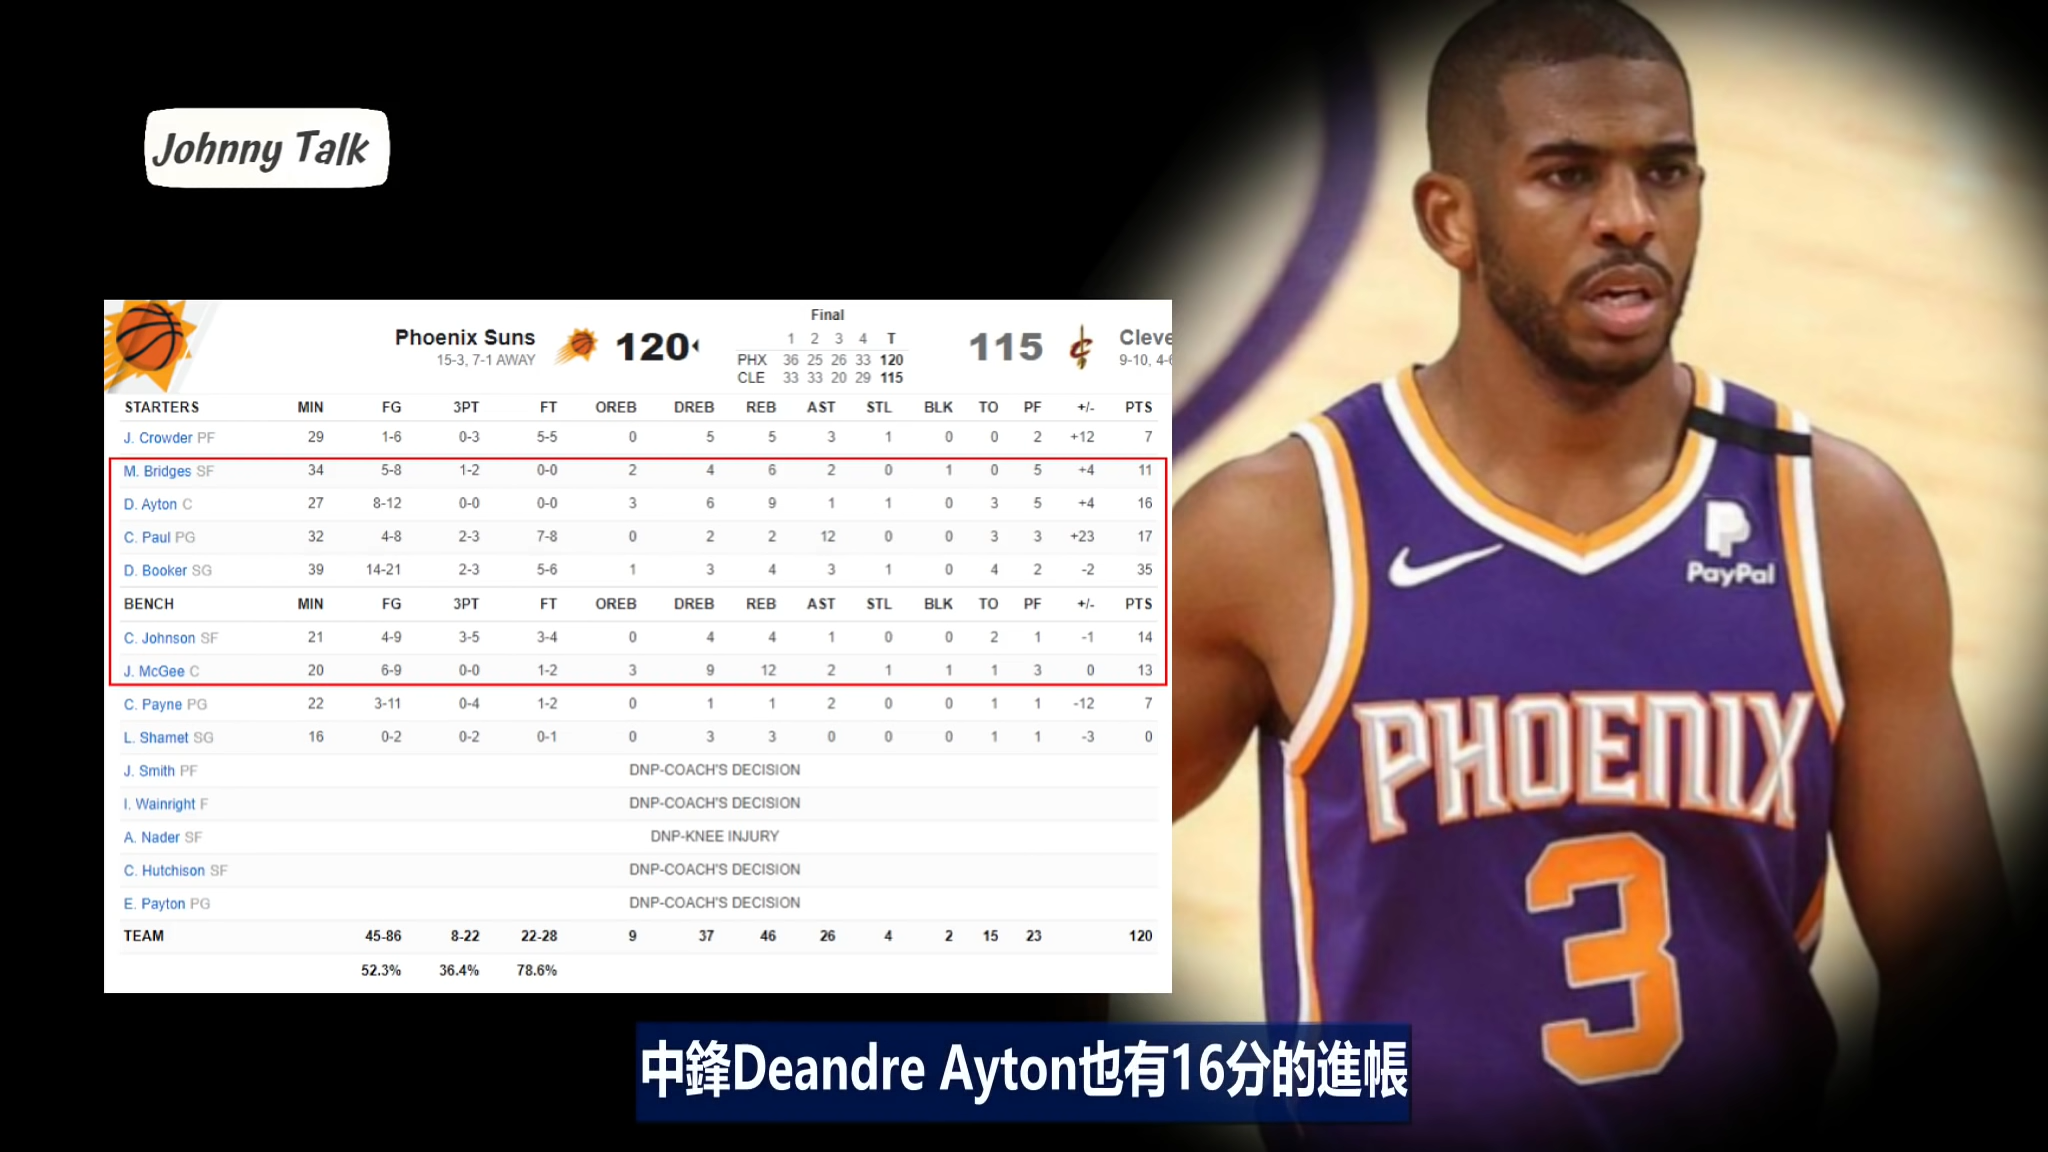 Johnny Talk
Final
Phoenix Suns 120 115 Cleve
15-3, 7-1 AWAY 9-10, 4-6
1 2 3 4 T
PHX 36 25 26 33 120
CLE 33 33 20 29 115
STARTERS MIN FG 3PT FT OREB DREB REB AST STL BLK TO PF +/- PTS
J. Crowder PF 29 1-6 0-3 5-5 0 5 5 3 1 0 0 2 +12 7
M. Bridges SF 34 5-8 1-2 0-0 2 4 6 2 0 1 0 5 +4 11
D. Ayton C 27 8-12 0-0 0-0 3 6 9 1 1 0 3 5 +4 16
C. Paul PG 32 4-8 2-3 7-8 0 2 2 12 0 0 3 3 +23 17
D. Booker SG 39 14-21 2-3 5-6 1 3 4 3 1 0 4 2 -2 35
BENCH MIN FG 3PT FT OREB DREB REB AST STL BLK TO PF +/- PTS
C. Johnson SF 21 4-9 3-5 3-4 0 4 4 1 0 0 2 1 -1 14
J. McGee C 20 6-9 0-0 1-2 3 9 12 2 1 1 1 3 0 13
C. Payne PG 22 3-11 0-4 1-2 0 1 1 2 0 0 1 1 -12 7
L. Shamet SG 16 0-2 0-2 0-1 0 3 3 0 0 0 1 1 -3 0
J. Smith PF DNP-COACH'S DECISION
I. Wainright F DNP-COACH'S DECISION
A. Nader SF DNP-KNEE INJURY
C. Hutchison SF DNP-COACH'S DECISION
E. Payton PG DNP-COACH'S DECISION
TEAM 45-86 8-22 22-28 9 37 46 26 4 2 15 23 120
52.3% 36.4% 78.6%
PayPal
PHOENIX
3
中鋒Deandre Ayton也有16分的進帳